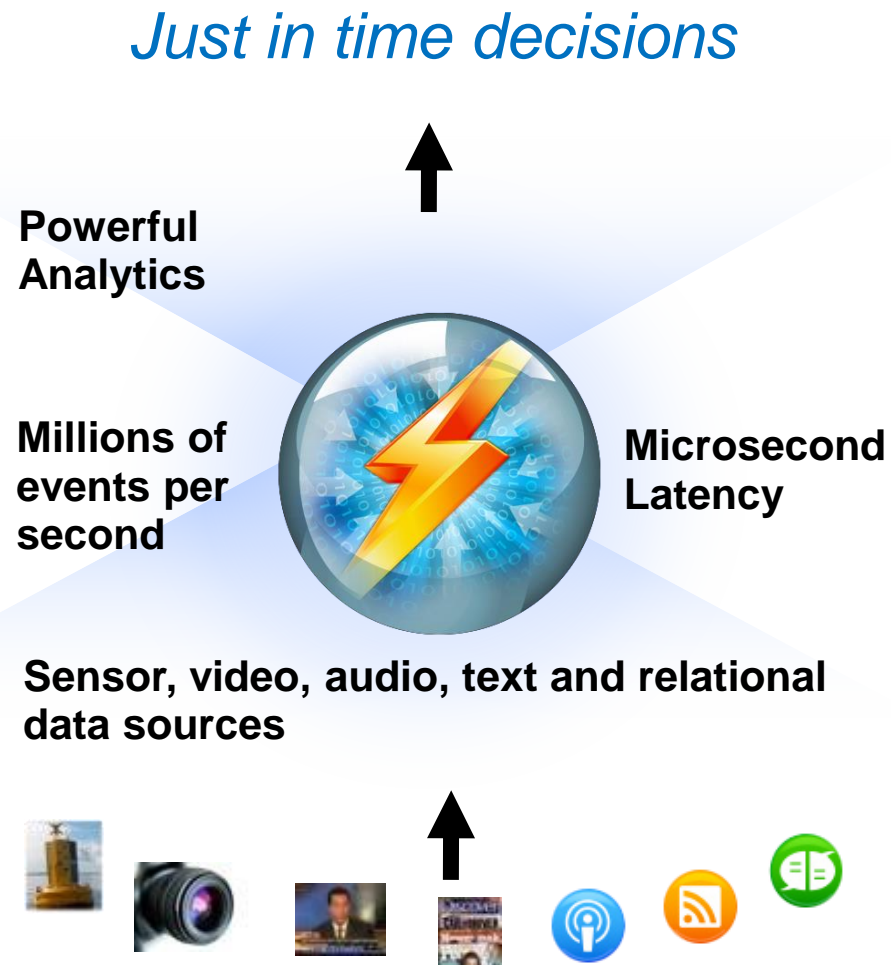 Just in time decisions
Powerful
Analytics
Millions of
events per
second
Microsecond
Latency
Sensor, video, audio, text and relational
data sources
DISCOVER